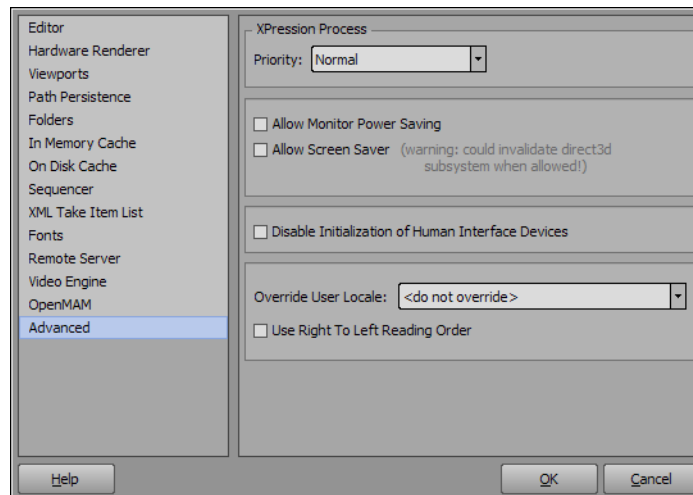 Editor
Hardware Renderer
Viewports
Path Persistence
Folders
In Memory Cache
On Disk Cache
Sequencer
XML Take Item List
Fonts
Remote Server
Video Engine
OpenMAM
Advanced
XPression Process
Priority: Normal
Allow Monitor Power Saving
Allow Screen Saver (warning: could invalidate direct3d
subsystem when allowed!)
Disable Initialization of Human Interface Devices
Override User Locale: <do not override>
Use Right To Left Reading Order
Help
OK
Cancel